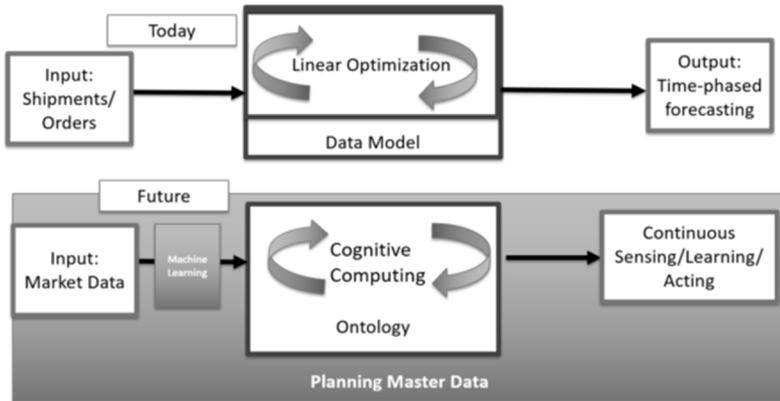 Today
Input:
Shipments/
Orders
Linear Optimization
Data Model
Output:
Time-phased
forecasting
Future
Input:
Market Data
Machine
Learning
Cognitive
Computing
Ontology
Continuous
Sensing/Learning/
Acting
Planning Master Data